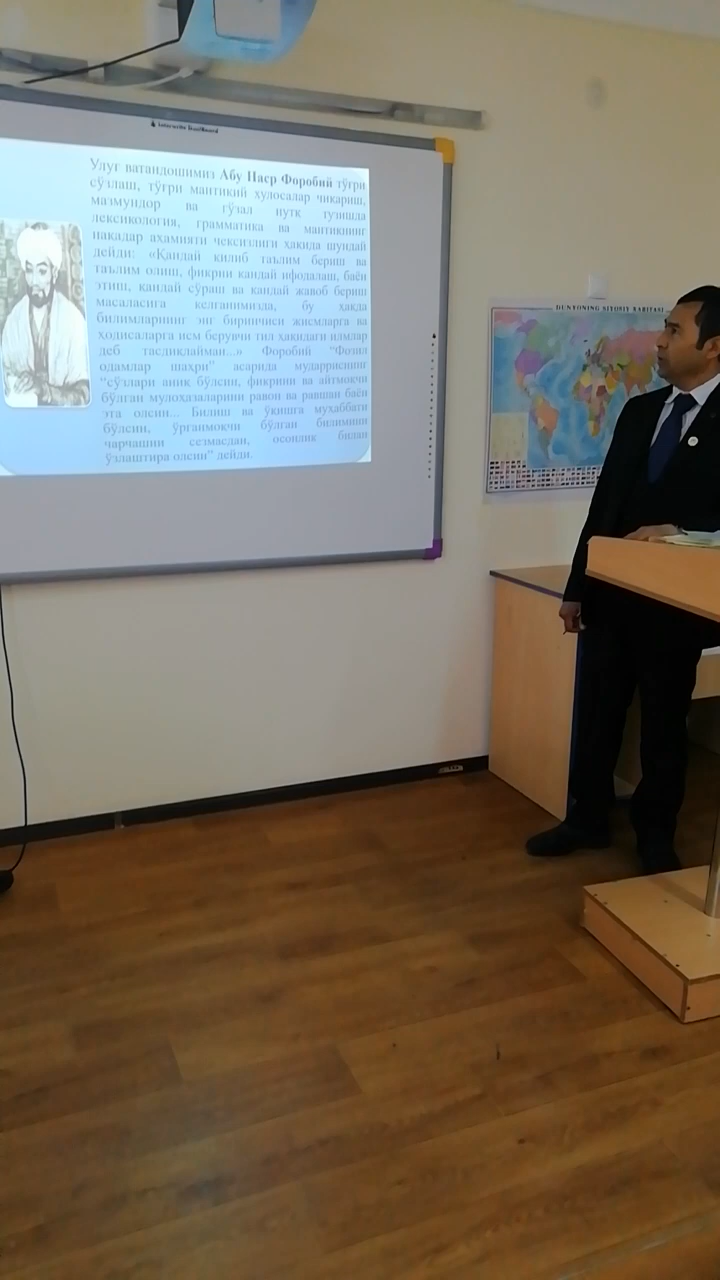 Interactive SmartBoard
Улуғ ватандошимиз Абу Наср Форобий тўғри
сўзлаш, тўғри мантиқий хулосалар чиқариш,
мазмундор ва гўзал нутқ тузишда
лексикология, грамматика ва мантиқнинг
нақадар аҳамияти чексизлиги ҳақида шундай
дейди: «Қандай қилиб таълим бериш ва
таълим олиш, фикрни қандай ифодалаш, баён
этиш, қандай сўраш ва қандай жавоб бериш
масаласига келганимизда, бу ҳақда
билимларнинг энг биринчиси жисмларга ва
ҳодисаларга исм берувчи тил ҳақидаги илмлар
деб тасдиқлайман...» Форобий “Фозил
одамлар шаҳри” асарида мударриснинг
“сўзлари аниқ бўлсин, фикрини ва айтмоқчи
бўлган мулоҳазаларини равон ва равшан баён
эта олсин... Билиш ва ўқишга муҳаббати
бўлсин, ўрганмоқчи бўлган билимини
чарчашни сезмасдан, осонлик билан
ўзлаштира олсин” дейди.
DUNYONING SIYOSIY XARITASI